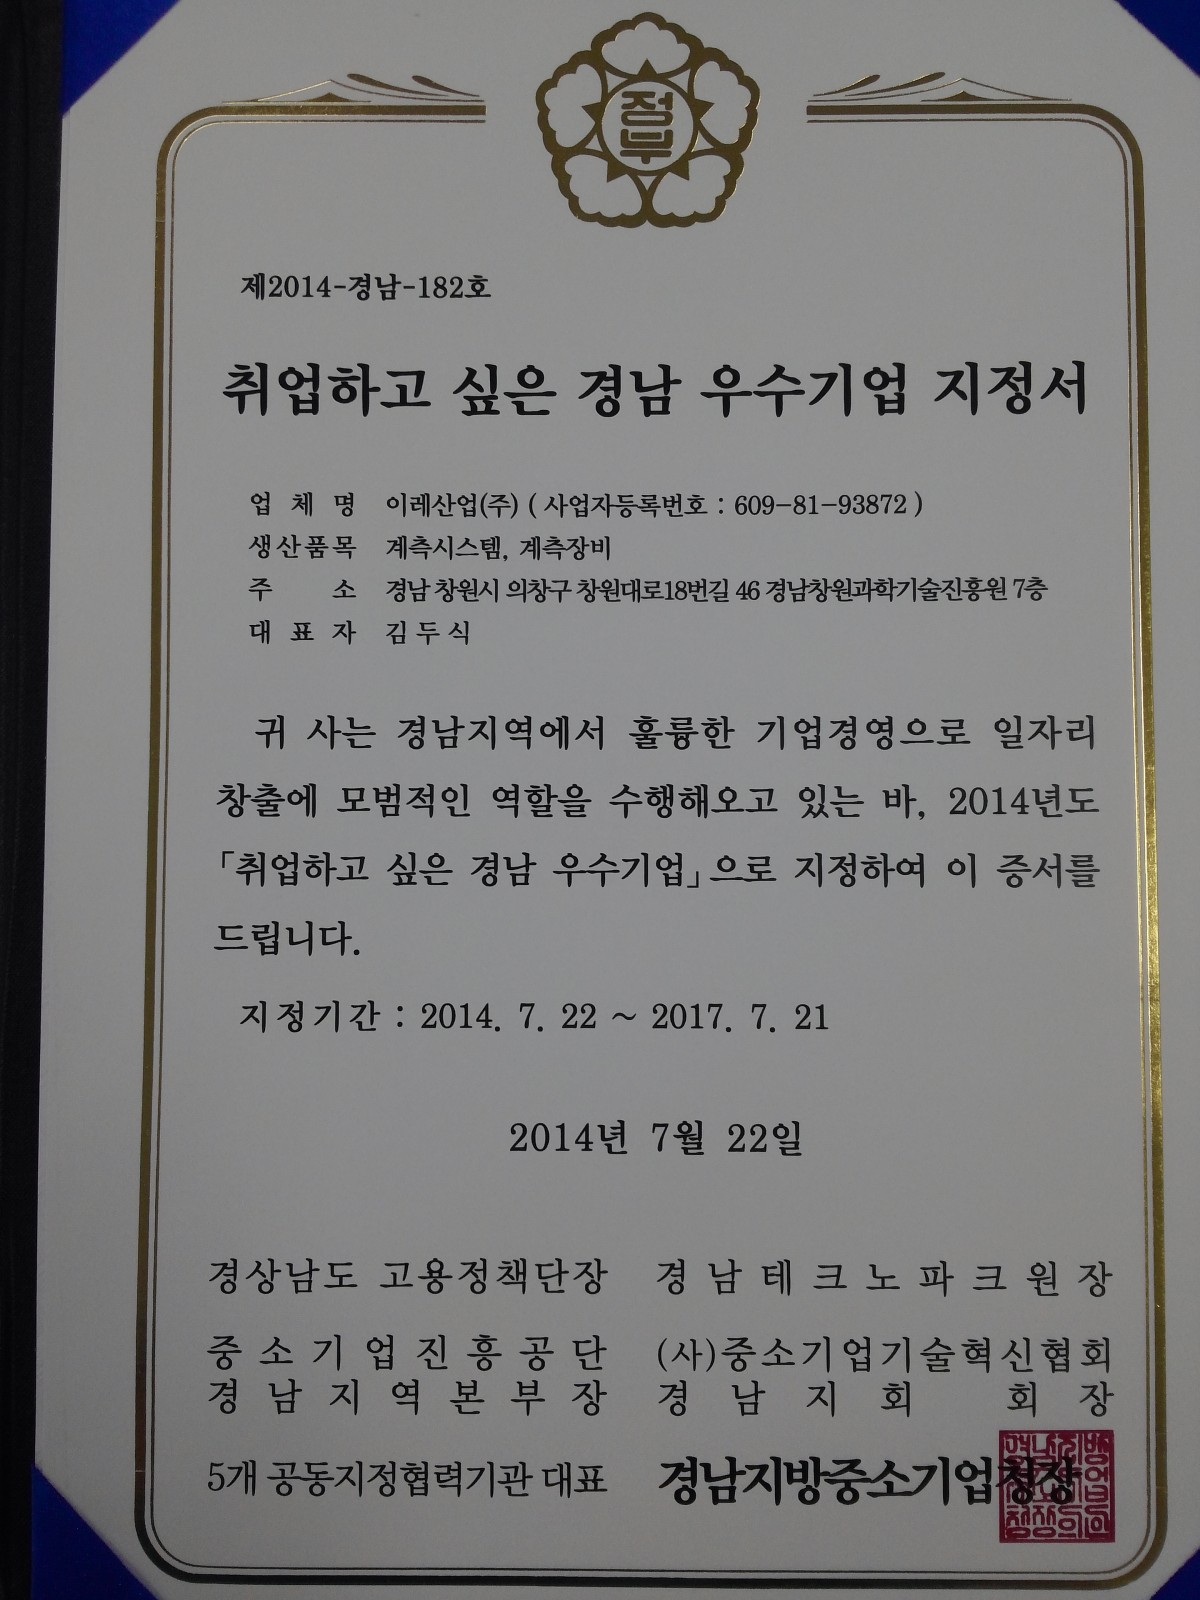 정부
제2014-경남-182호
취업하고 싶은 경남 우수기업 지정서
업 체 명 이레산업(주) ( 사업자등록번호 : 609-81-93872 )
생산품목 계측시스템, 계측장비
주 소 경남 창원시 의창구 창원대로18번길 46 경남창원과학기술진흥원 7층
대 표 자 김 두 식
귀 사는 경남지역에서 훌륭한 기업경영으로 일자리
창출에 모범적인 역할을 수행해오고 있는 바, 2014년도
「취업하고 싶은 경남 우수기업」으로 지정하여 이 증서를
드립니다.
지정기간 : 2014. 7. 22 ~ 2017. 7. 21
2014년 7월 22일
경상남도 고용정책단장 경 남 테 크 노 파 크 원 장
중 소 기 업 진 흥 공 단 (사)중소기업기술혁신협회
경 남 지 역 본 부 장 경 남 지 회 회 장
5개 공동지정협력기관 대표 경남지방중소기업청장